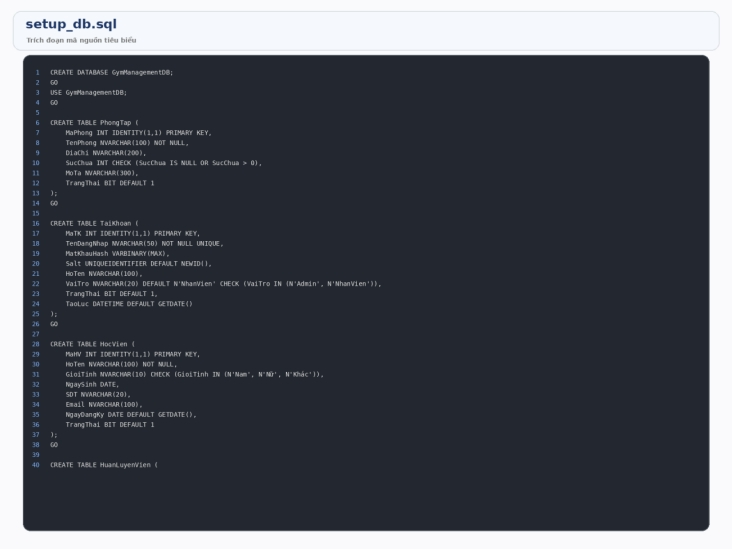 setup_db.sql
Trích đoạn mã nguồn tiêu biểu
1 CREATE DATABASE GymManagementDB;
2 GO
3 USE GymManagementDB;
4 GO
5
6 CREATE TABLE PhongTap (
7 MaPhong INT IDENTITY(1,1) PRIMARY KEY,
8 TenPhong NVARCHAR(100) NOT NULL,
9 DiaChi NVARCHAR(200),
10 SucChua INT CHECK (SucChua IS NULL OR SucChua > 0),
11 MoTa NVARCHAR(300),
12 TrangThai BIT DEFAULT 1
13 );
14 GO
15
16 CREATE TABLE TaiKhoan (
17 MaTK INT IDENTITY(1,1) PRIMARY KEY,
18 TenDangNhap NVARCHAR(50) NOT NULL UNIQUE,
19 MatKhauHash VARBINARY(MAX),
20 Salt UNIQUEIDENTIFIER DEFAULT NEWID(),
21 HoTen NVARCHAR(100),
22 VaiTro NVARCHAR(20) DEFAULT N'NhanVien' CHECK (VaiTro IN (N'Admin', N'NhanVien')),
23 TrangThai BIT DEFAULT 1,
24 TaoLuc DATETIME DEFAULT GETDATE()
25 );
26 GO
27
28 CREATE TABLE HocVien (
29 MaHV INT IDENTITY(1,1) PRIMARY KEY,
30 HoTen NVARCHAR(100) NOT NULL,
31 GioiTinh NVARCHAR(10) CHECK (GioiTinh IN (N'Nam', N'Nữ', N'Khác')),
32 NgaySinh DATE,
33 SDT NVARCHAR(20),
34 Email NVARCHAR(100),
35 NgayDangKy DATE DEFAULT GETDATE(),
36 TrangThai BIT DEFAULT 1
37 );
38 GO
39
40 CREATE TABLE HuanLuyenVien (